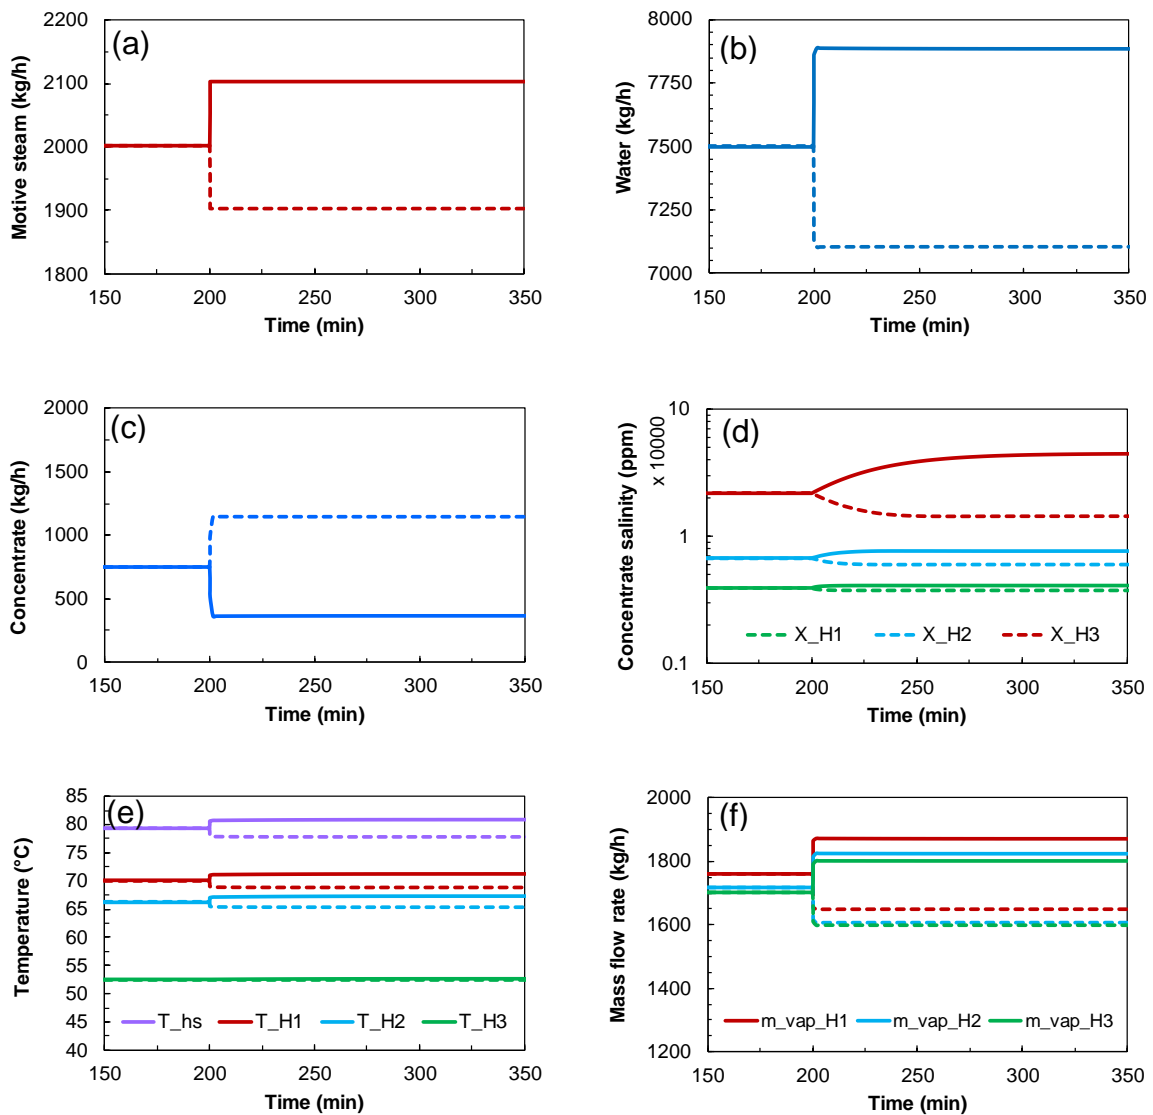 (a)
Motive steam (kg/h)
2200
2100
2000
1900
1800
150 200 250 300 350
Time (min)
(b)
Water (kg/h)
8000
7750
7500
7250
7000
150 200 250 300 350
Time (min)
(c)
Concentrate (kg/h)
2000
1500
1000
500
0
150 200 250 300 350
Time (min)
(d)
Concentrate salinity (ppm)
x 10000
10
1
0.1
X_H1 X_H2 X_H3
150 200 250 300 350
Time (min)
(e)
Temperature (°C)
85
80
75
70
65
60
55
50
45
40
T_hs T_H1 T_H2 T_H3
150 200 250 300 350
Time (min)
(f)
Mass flow rate (kg/h)
2000
1800
1600
1400
1200
m_vap_H1 m_vap_H2 m_vap_H3
150 200 250 300 350
Time (min)